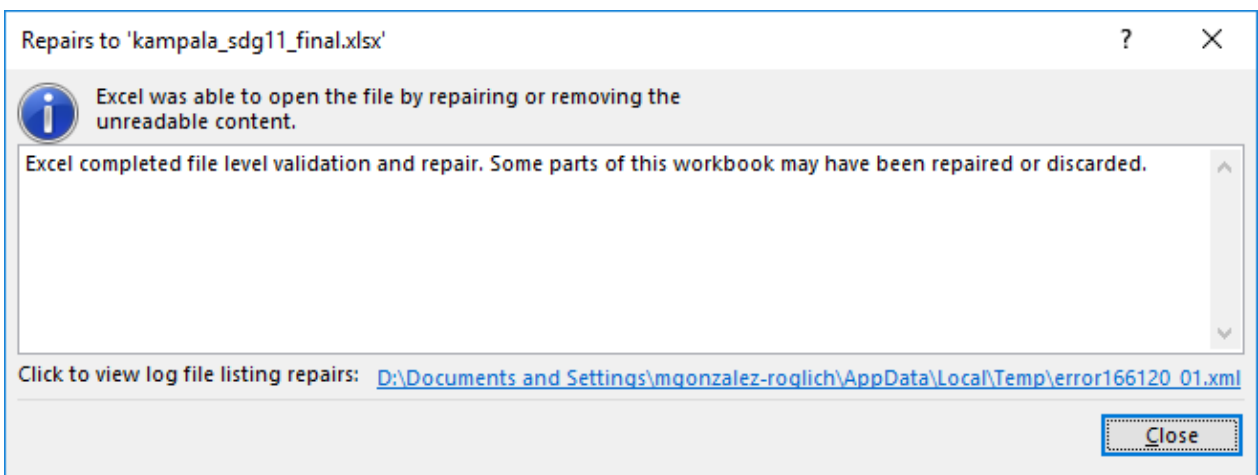 Repairs to 'kampala_sdg11_final.xlsx'
?
Excel was able to open the file by repairing or removing the
unreadable content.
Excel completed file level validation and repair. Some parts of this workbook may have been repaired or discarded.
Click to view log file listing repairs: D:\Documents and Settings\mgonzalez-roglich\AppData\Local\Temp\error166120_01.xml
Close